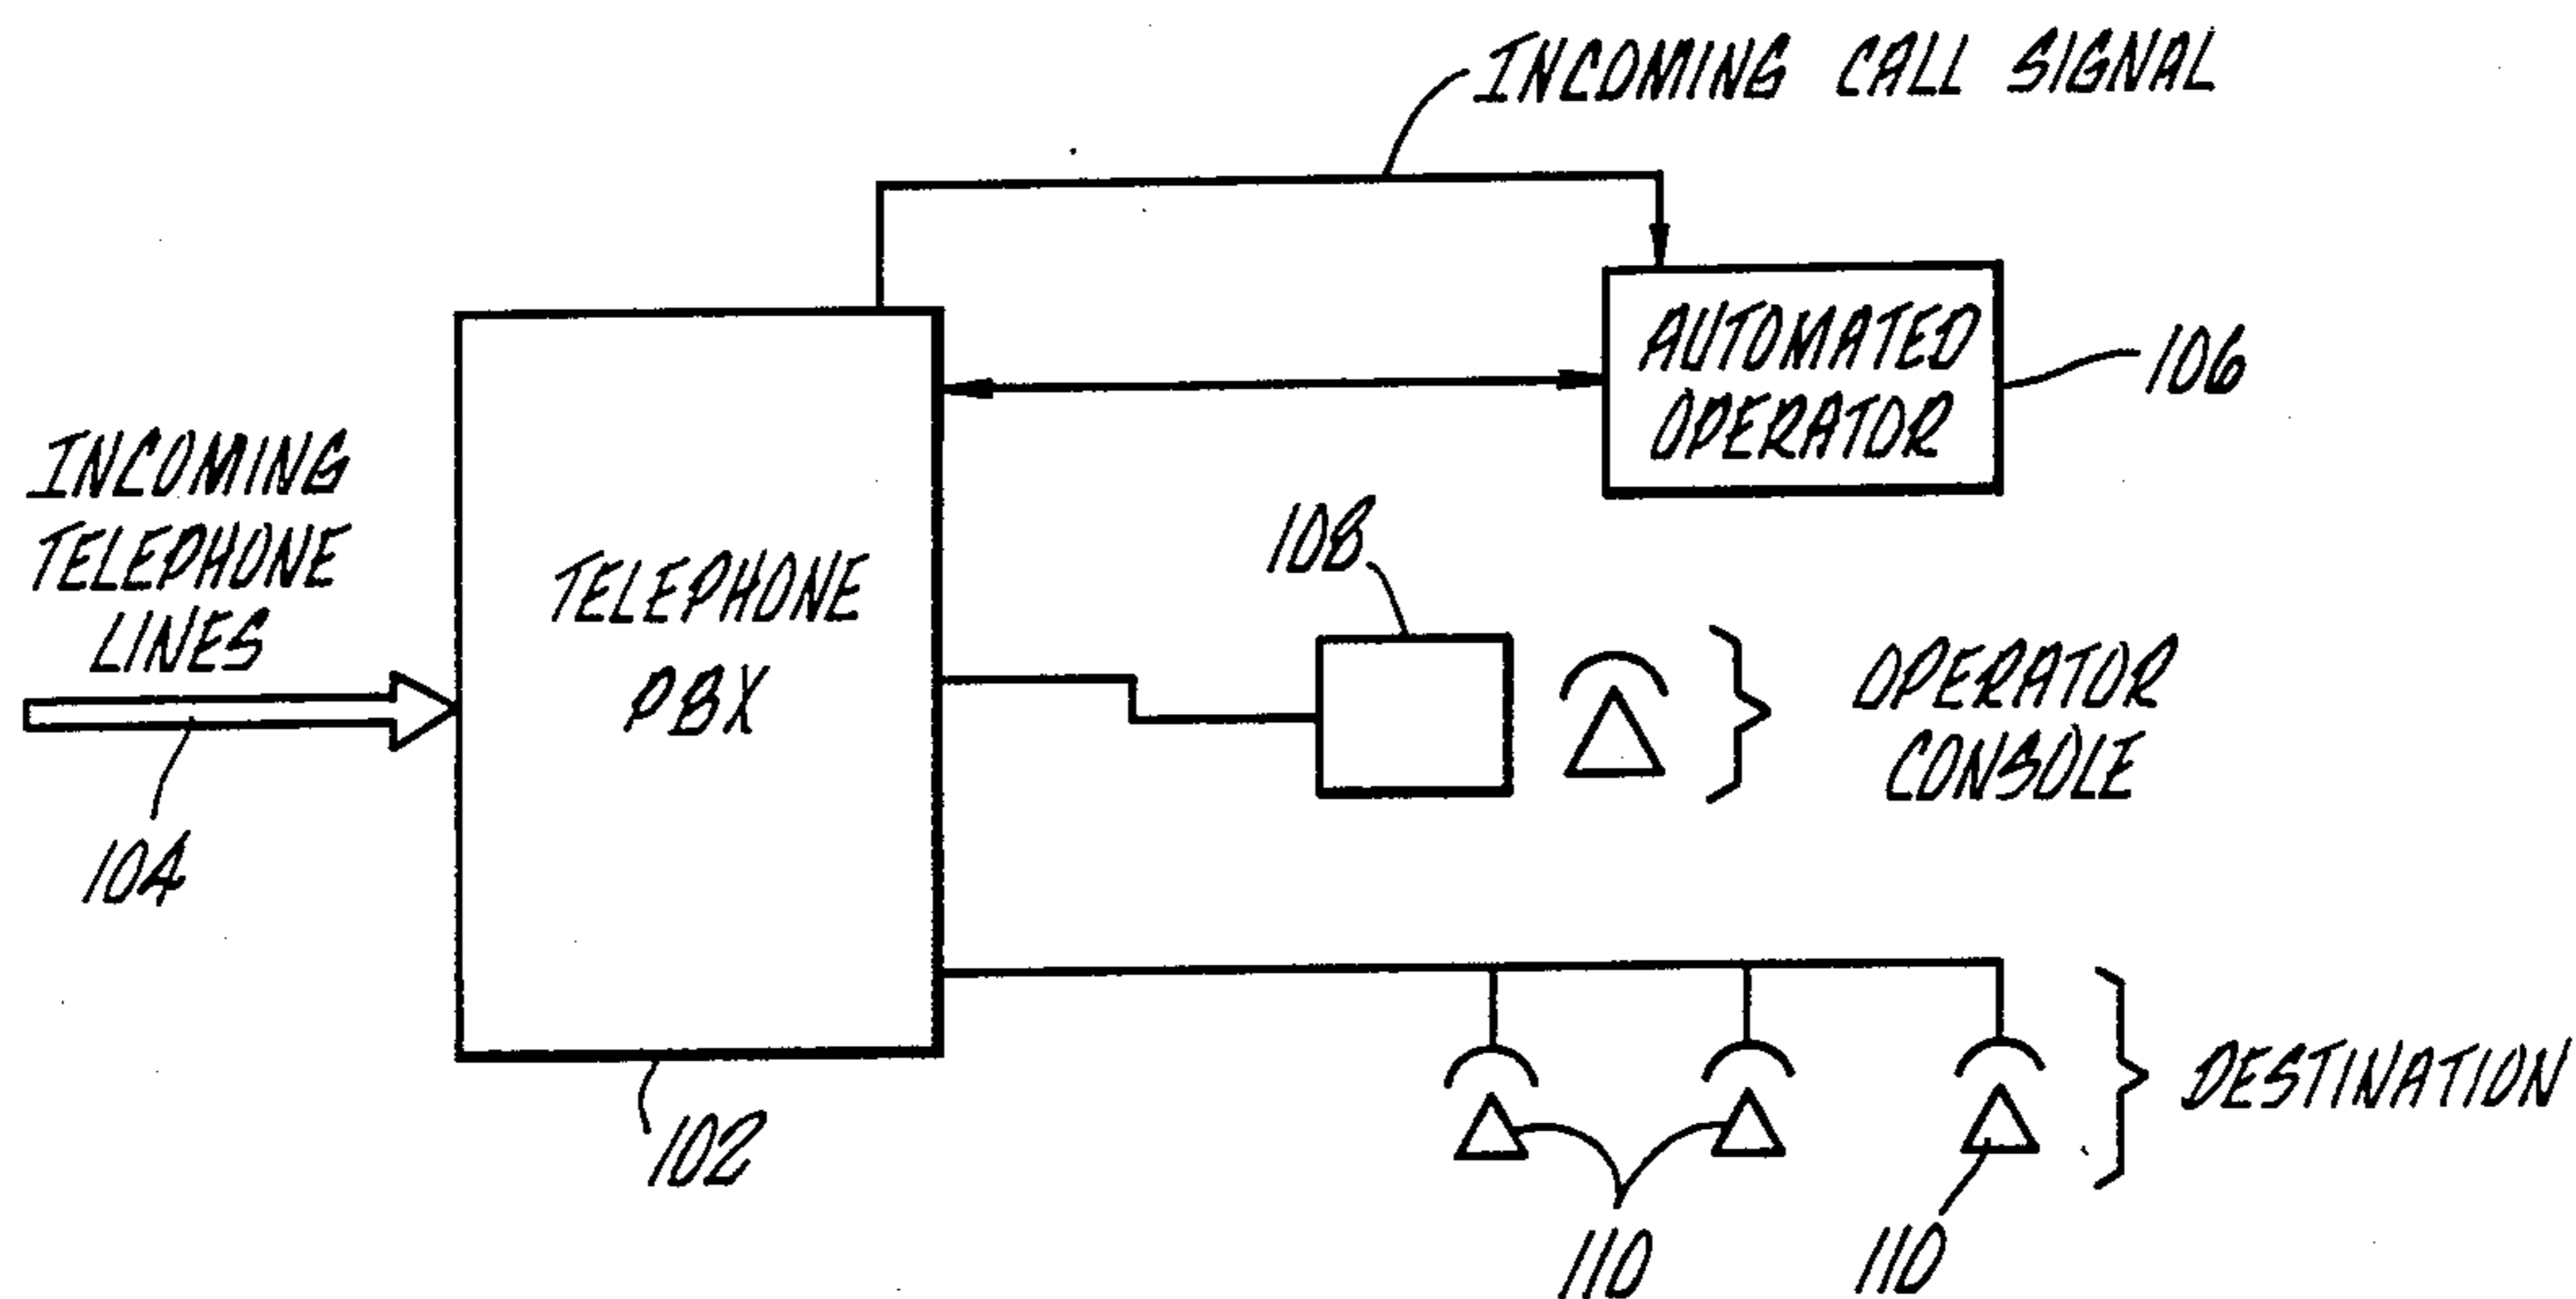 INCOMING CALL SIGNAL
AUTOMATED
OPERATOR
106
INCOMING
TELEPHONE
LINES
104
TELEPHONE
PBX
102
108
OPERATOR
CONSOLE
DESTINATION
110
110